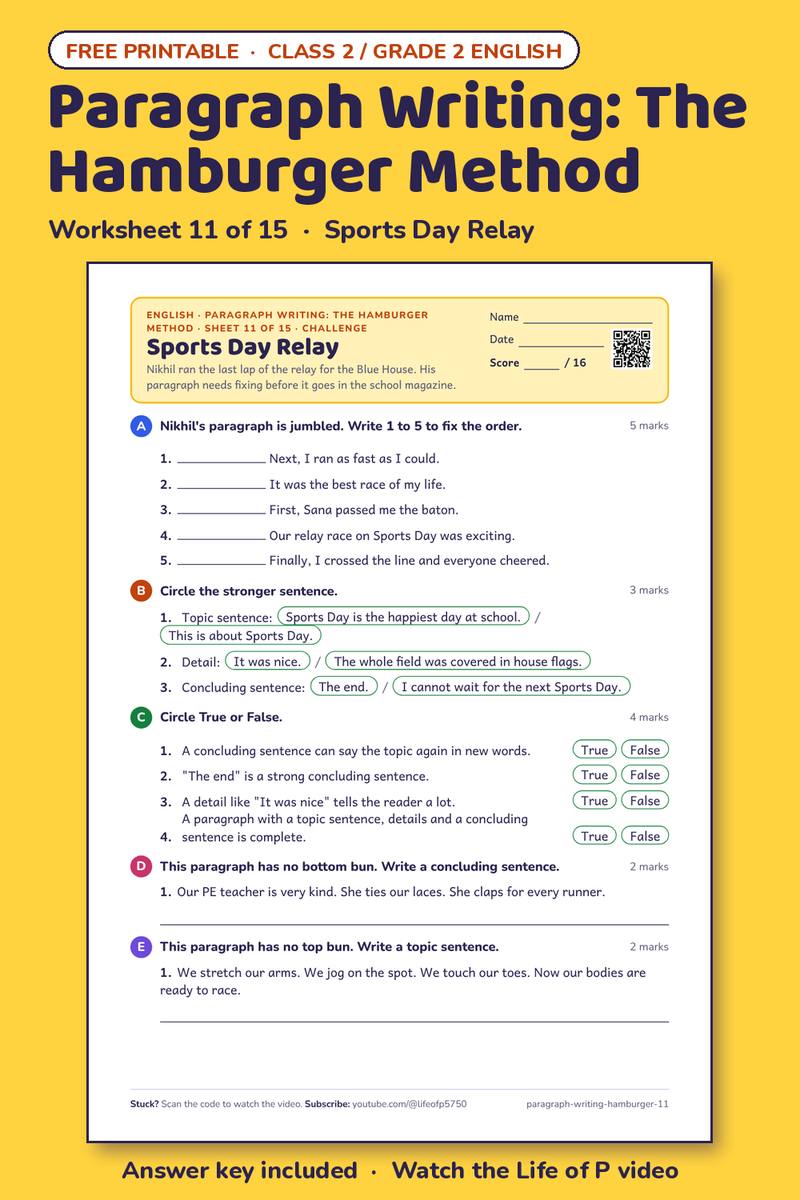 FREE PRINTABLE · CLASS 2 / GRADE 2 ENGLISH
Paragraph Writing: The
Hamburger Method
Worksheet 11 of 15 · Sports Day Relay
ENGLISH · PARAGRAPH WRITING: THE HAMBURGER
METHOD · SHEET 11 OF 15 · CHALLENGE
Sports Day Relay
Nikhil ran the last lap of the relay for the Blue House. His
paragraph needs fixing before it goes in the school magazine.
Name ____________
Date ____________
Score ______ / 16
A Nikhil's paragraph is jumbled. Write 1 to 5 to fix the order. 5 marks
1. ____________ Next, I ran as fast as I could.
2. ____________ It was the best race of my life.
3. ____________ First, Sana passed me the baton.
4. ____________ Our relay race on Sports Day was exciting.
5. ____________ Finally, I crossed the line and everyone cheered.
B Circle the stronger sentence. 3 marks
1. Topic sentence: Sports Day is the happiest day at school. /
This is about Sports Day.
2. Detail: It was nice. / The whole field was covered in house flags.
3. Concluding sentence: The end. / I cannot wait for the next Sports Day.
C Circle True or False. 4 marks
1. A concluding sentence can say the topic again in new words. True False
2. "The end" is a strong concluding sentence. True False
3. A detail like "It was nice" tells the reader a lot. True False
A paragraph with a topic sentence, details and a concluding
4. sentence is complete. True False
D This paragraph has no bottom bun. Write a concluding sentence. 2 marks
1. Our PE teacher is very kind. She ties our laces. She claps for every runner.
E This paragraph has no top bun. Write a topic sentence. 2 marks
1. We stretch our arms. We jog on the spot. We touch our toes. Now our bodies are
ready to race.
Stuck? Scan the code to watch the video. Subscribe: youtube.com/@lifeofp5750 paragraph-writing-hamburger-11
Answer key included · Watch the Life of P video